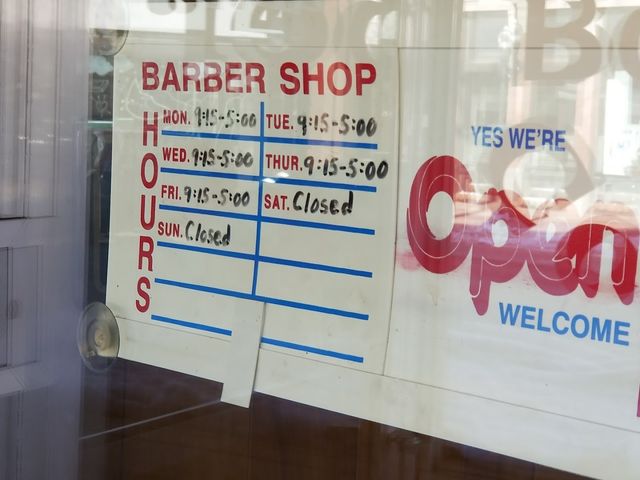 BARBER SHOP
HOURS
MON. 9:15-5:00 TUE. 9:15-5:00
WED. 9:15-5:00 THUR. 9:15-5:00
FRI. 9:15-5:00 SAT. Closed
SUN. Closed
YES WE'RE
Open
WELCOME